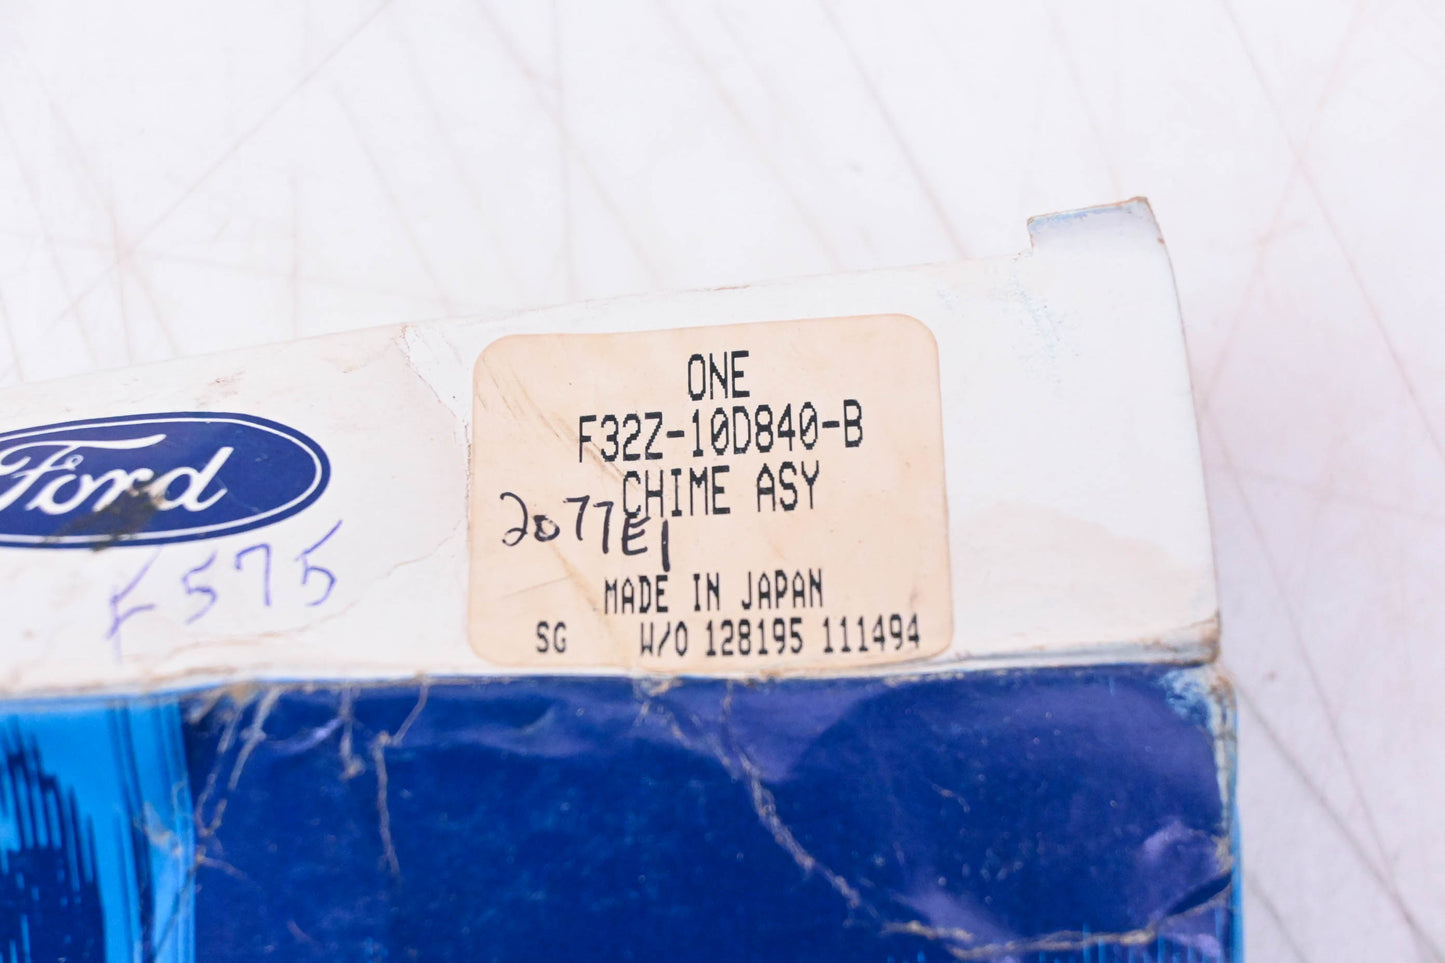 Ford
F575
ONE
F32Z-10D840-B
CHIME ASY
2077E1
MADE IN JAPAN
SG W/O 128195 111494